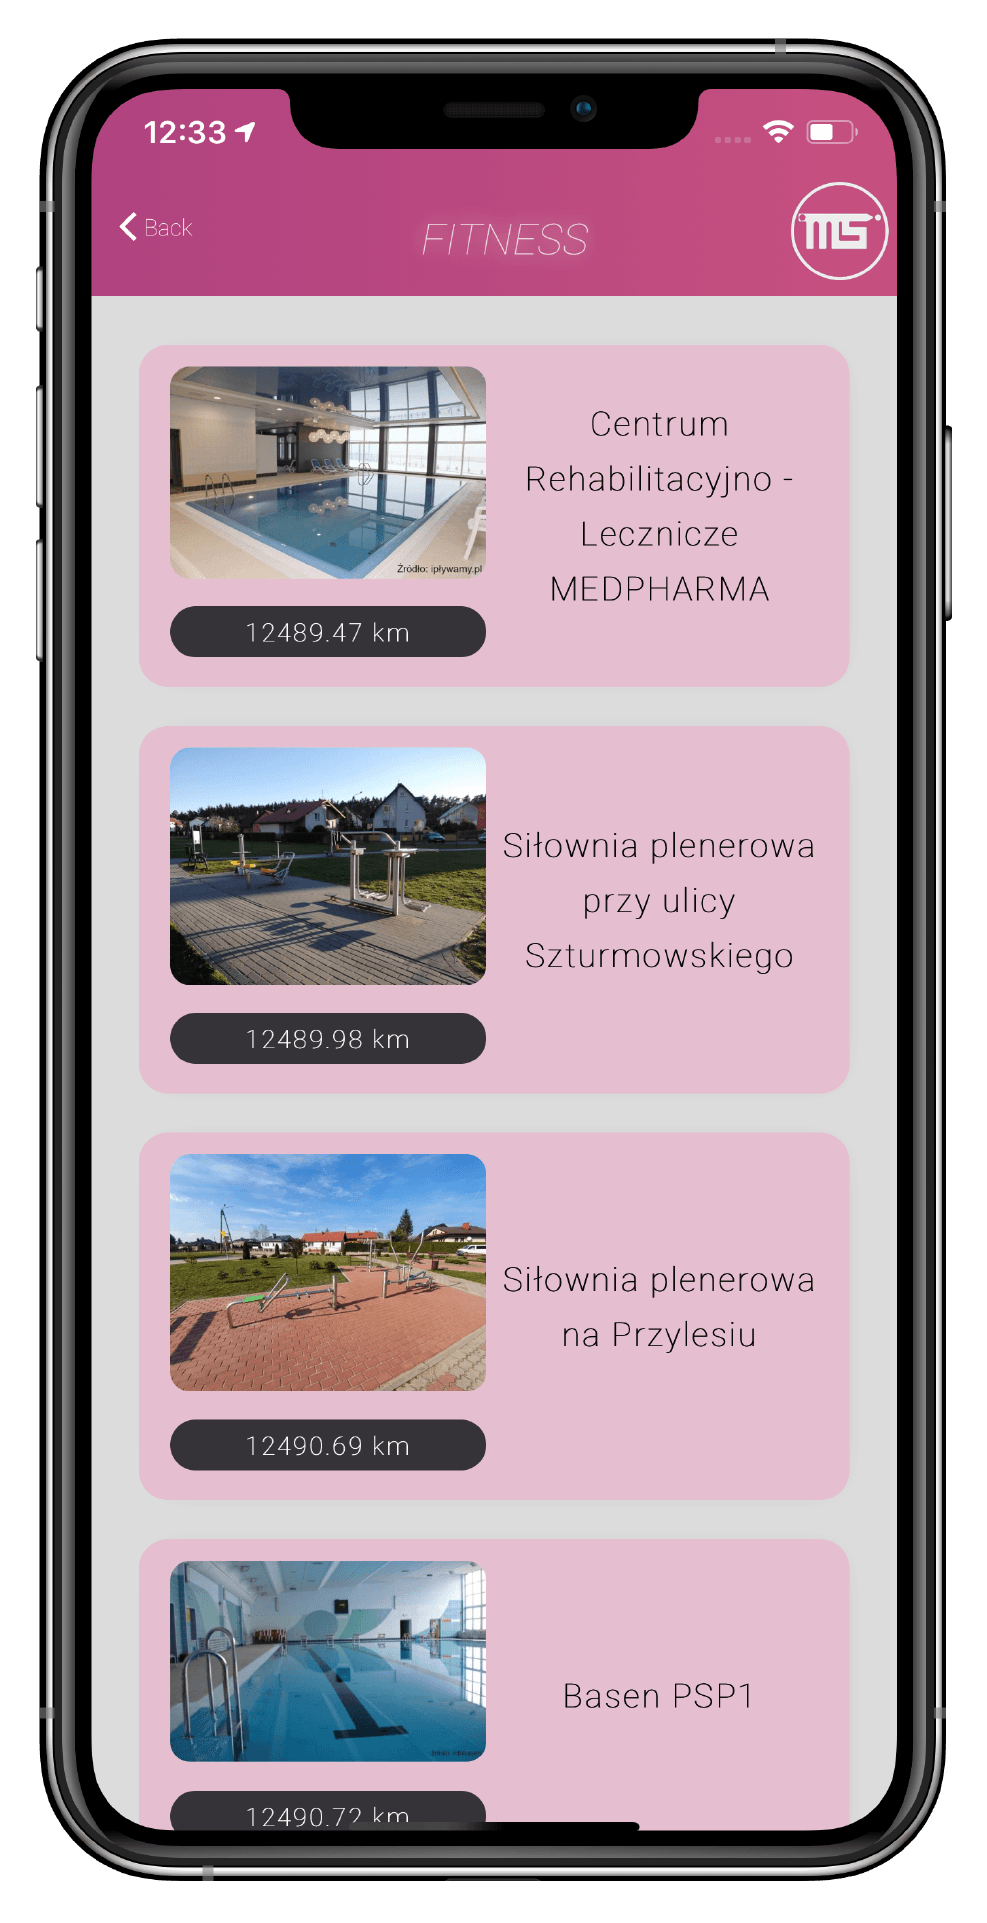 12:33
Back
FITNESS
MS
Źródło: ipływamy.pl
Centrum
Rehabilitacyjno -
Lecznicze
MEDPHARMA
12489.47 km
Siłownia plenerowa
przy ulicy
Szturmowskiego
12489.98 km
Siłownia plenerowa
na Przylesiu
12490.69 km
Basen PSP1
12490.72 km